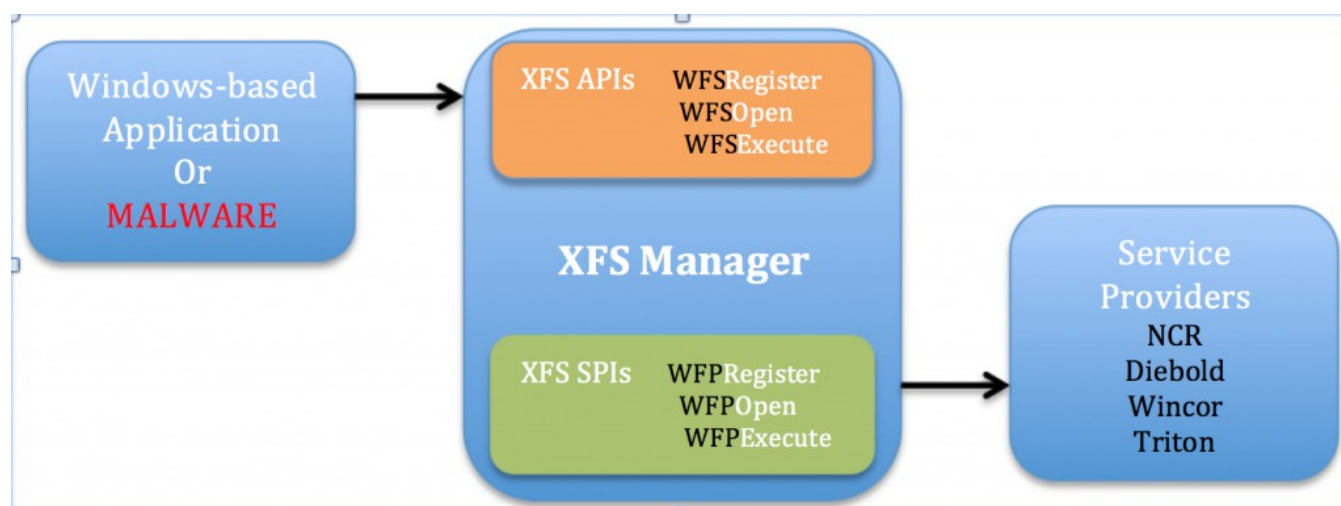 Windows-based
Application
Or
MALWARE
XFS APIs WFSRegister
WFSOpen
WFSExecute
XFS Manager
XFS SPIs WFPRegister
WFPOpen
WFPExecute
Service
Providers
NCR
Diebold
Wincor
Triton